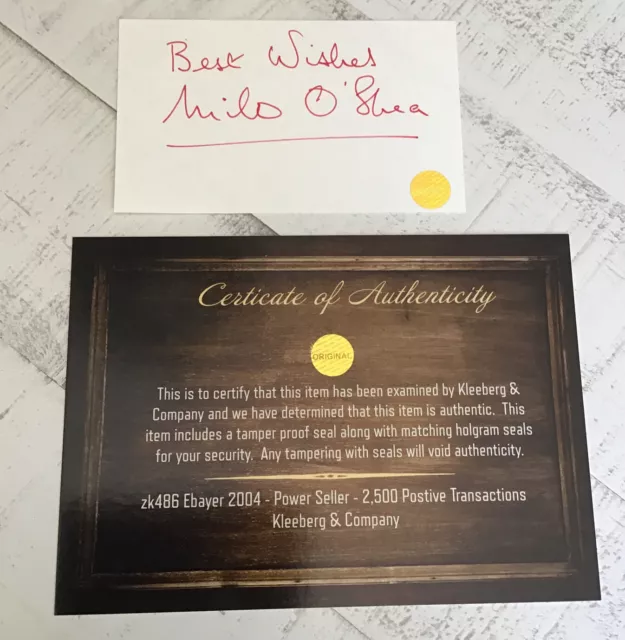 Best Wishes
Milo O'Shea
Certicate of Authenticity
ORIGINAL
This is to certify that this item has been examined by Kleeberg &
Company and we have determined that this item is authentic. This
item includes a tamper proof seal along with matching holgram seals
for your security. Any tampering with seals will void authenticity.
zk486 Ebayer 2004 - Power Seller - 2,500 Postive Transactions
Kleeberg & Company